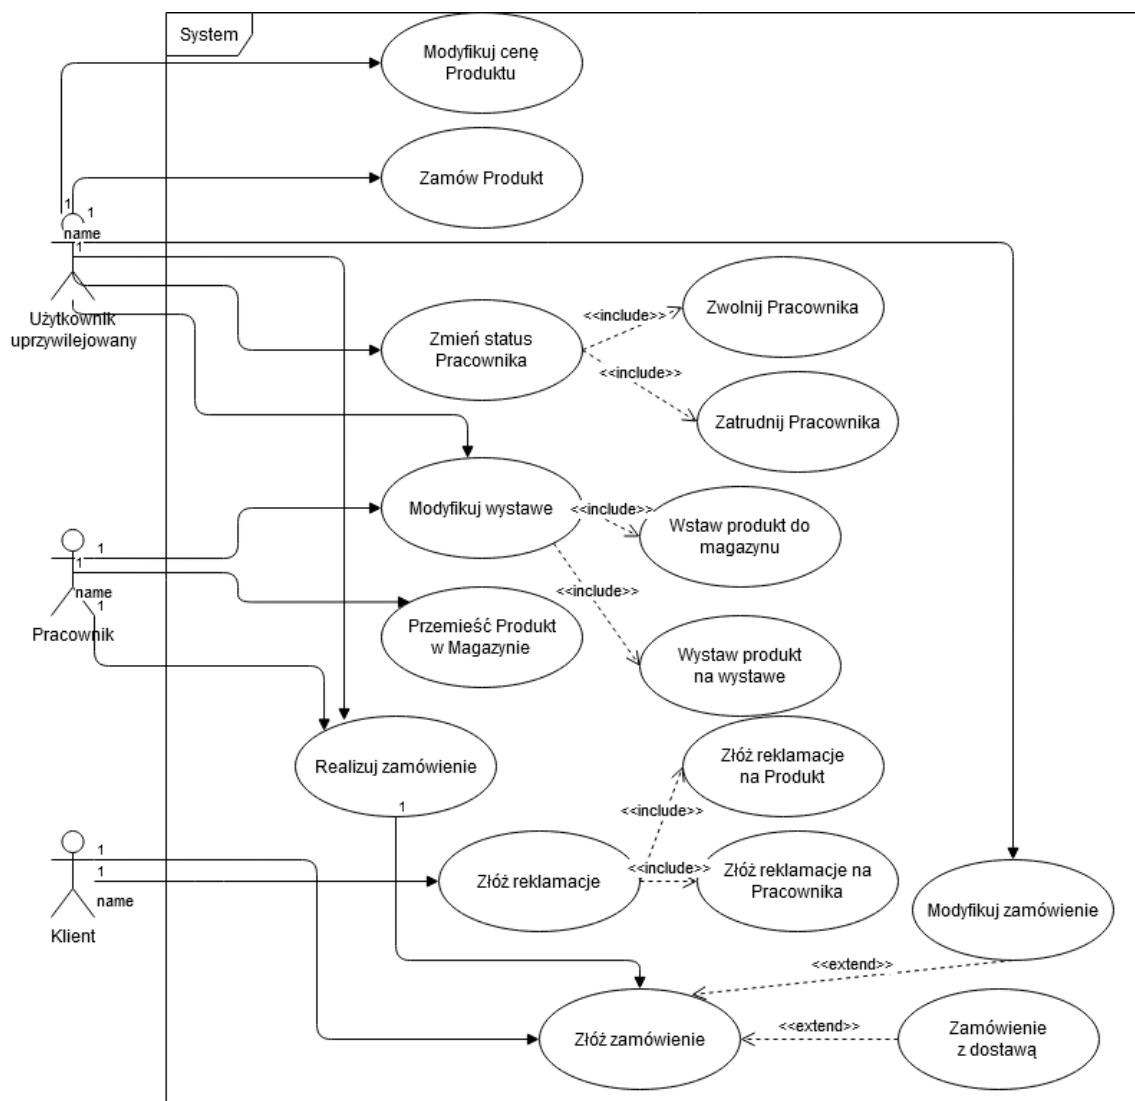 System
Modyfikuj cenę
Produktu
Zamów Produkt
1
1
name
1
Użytkownik
uprzywilejowany
Zmień status
Pracownika
<<include>>
Zwolnij Pracownika
<<include>>
Zatrudnij Pracownika
Modyfikuj wystawe
<<include>>
Wstaw produkt do
magazynu
1
1
name
1
Pracownik
<<include>>
Przemieść Produkt
w Magazynie
Wystaw produkt
na wystawe
Realizuj zamówienie
1
Złóż reklamacje
na Produkt
<<include>>
1
1
name
Klient
Złóż reklamacje
<<include>>
Złóż reklamacje na
Pracownika
Modyfikuj zamówienie
<<extend>>
Złóż zamówienie
<<extend>>
Zamówienie
z dostawą